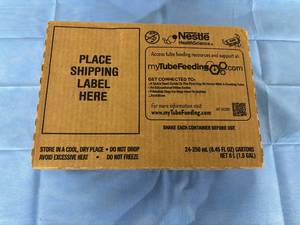 PLACE
SHIPPING
LABEL
HERE
Nestlé
HealthScience
Access tube feeding resources and support at
myTubeFeeding.com
GET CONNECTED TO:
For more information visit
www.myTubeFeeding.com
SHAKE EACH CONTAINER BEFORE USE
STORE IN A COOL, DRY PLACE • DO NOT DROP
AVOID EXCESSIVE HEAT • DO NOT FREEZE
24-250 mL (8.45 FL OZ) CARTONS
NET 6 L (1.6 GAL)